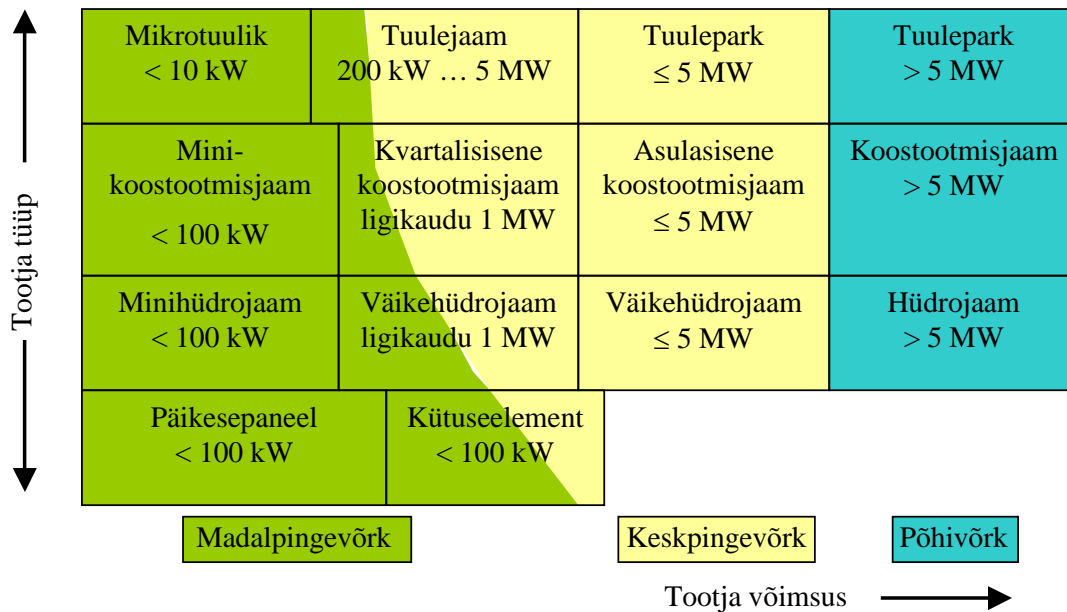 Tootja tüüp
Mikrotuulik
< 10 kW
Tuulejaam
200 kW … 5 MW
Tuulepark
≤ 5 MW
Tuulepark
> 5 MW
Mini-
koostootmisjaam
< 100 kW
Kvartalisisene
koostootmisjaam
ligikaudu 1 MW
Asulasisene
koostootmisjaam
≤ 5 MW
Koostootmisjaam
> 5 MW
Minihüdrojaam
< 100 kW
Väikehüdrojaam
ligikaudu 1 MW
Väikehüdrojaam
≤ 5 MW
Hüdrojaam
> 5 MW
Päikesepaneel
< 100 kW
Kütuseelement
< 100 kW
Madalpingevõrk
Keskpingevõrk
Põhivõrk
Tootja võimsus